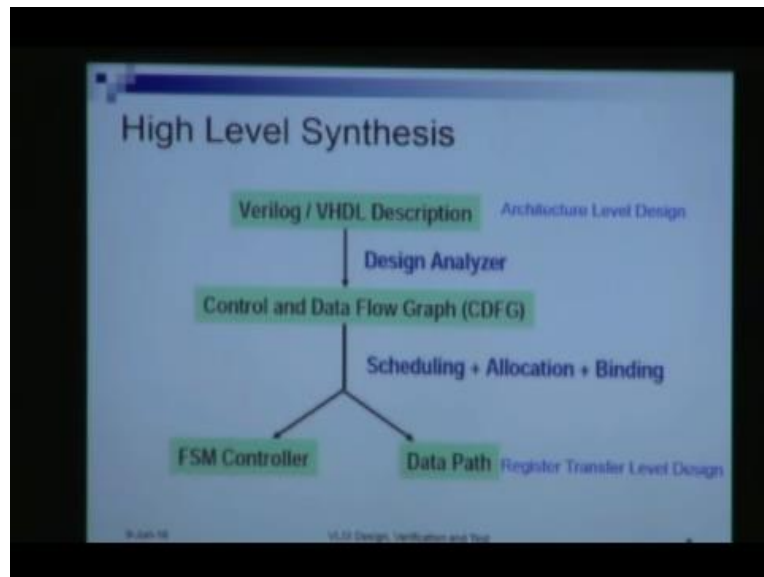 High Level Synthesis
Verilog / VHDL Description
Architecture Level Design
Design Analyzer
Control and Data Flow Graph (CDFG)
Scheduling + Allocation + Binding
FSM Controller
Data Path
Register Transfer Level Design
VLSI Design, Verification and Test